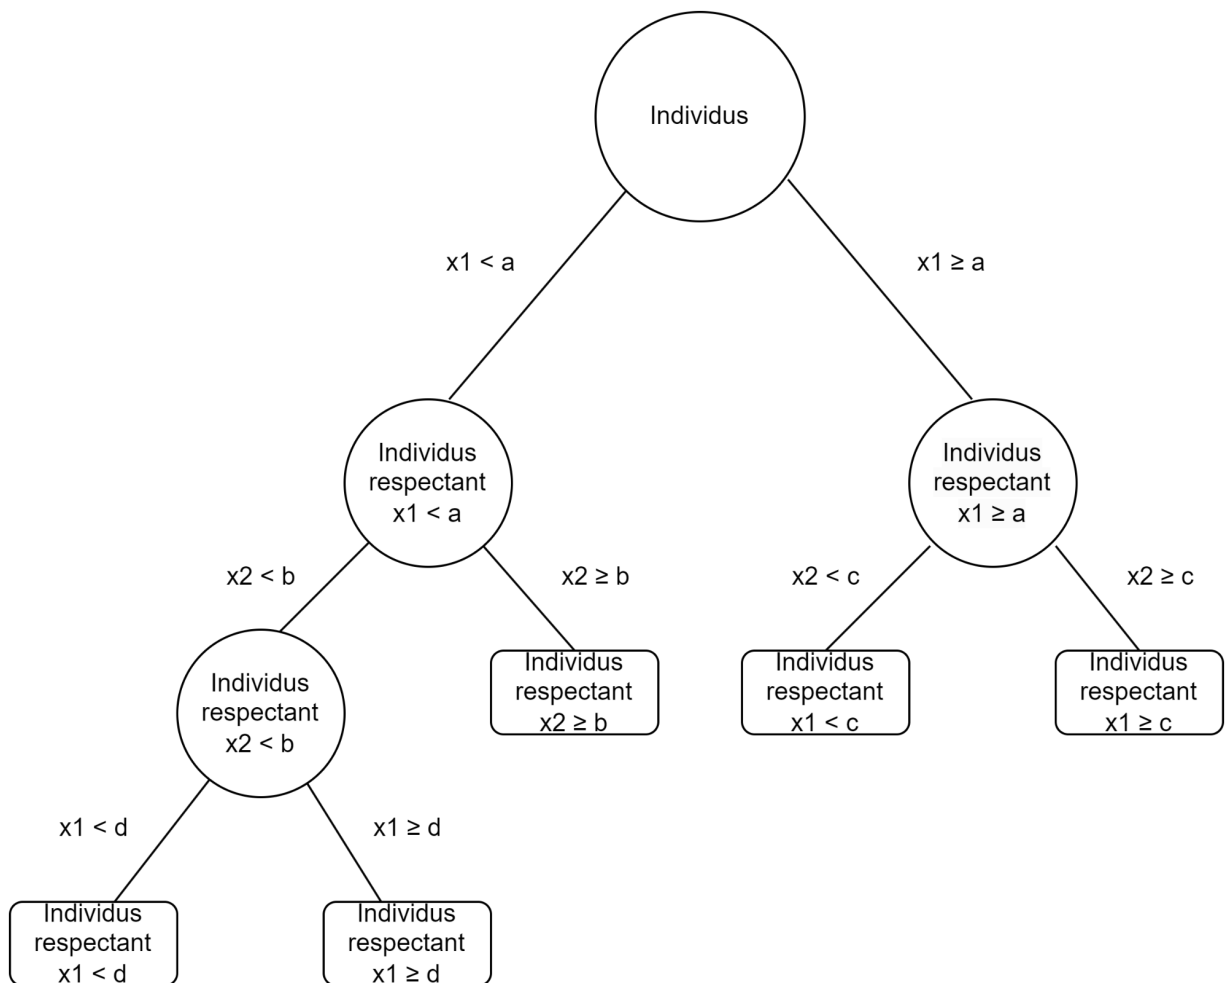 Individus
x1 < a
x1 ≥ a
Individus
respectant
x1 < a
Individus
respectant
x1 ≥ a
x2 < b
x2 ≥ b
x2 < c
x2 ≥ c
Individus
respectant
x2 < b
Individus
respectant
x2 ≥ b
Individus
respectant
x1 < c
Individus
respectant
x1 ≥ c
x1 < d
x1 ≥ d
Individus
respectant
x1 < d
Individus
respectant
x1 ≥ d